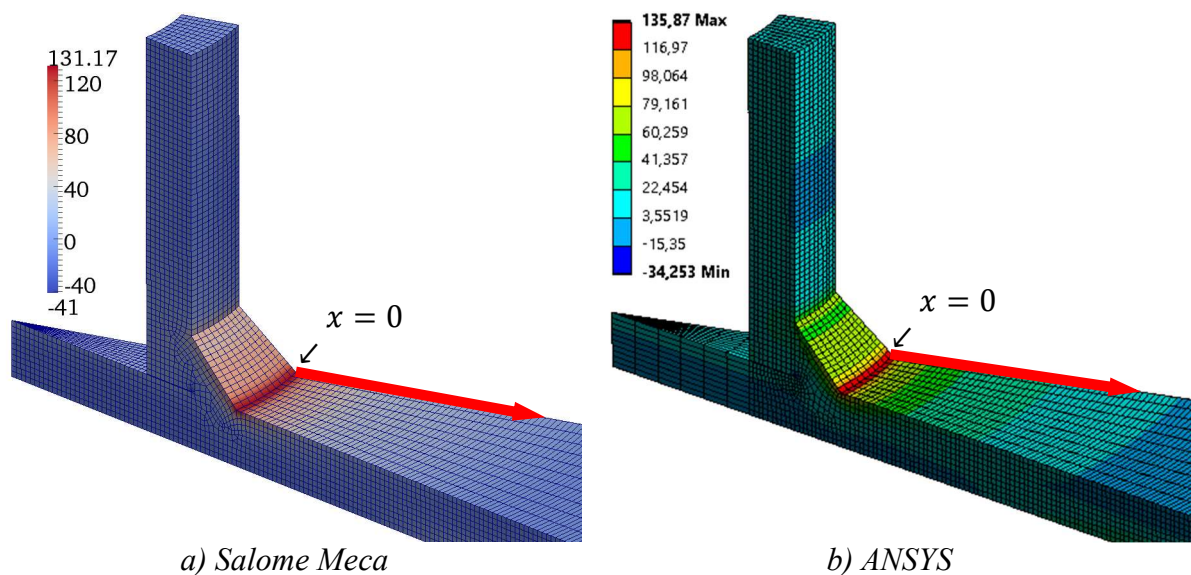 131.17
120
80
40
0
-40
-41
x = 0
a) Salome Meca
135,87 Max
116,97
98,064
79,161
60,259
41,357
22,454
3,5519
-15,35
-34,253 Min
x = 0
b) ANSYS